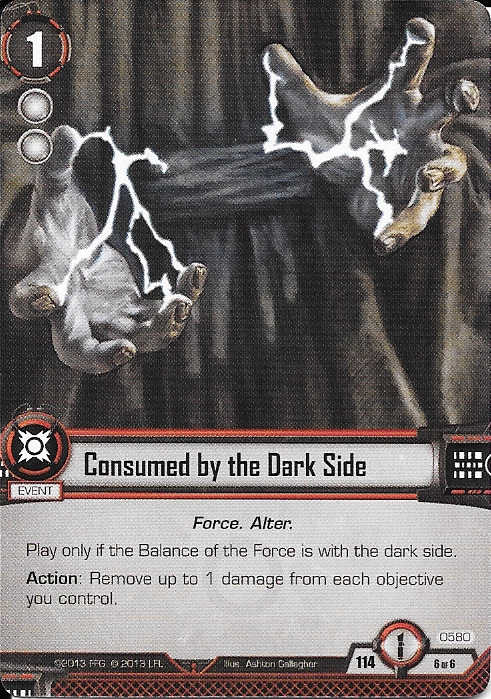 1
Consumed by the Dark Side
EVENT
Force. Alter.
Play only if the Balance of the Force is with the dark side.
Action: Remove up to 1 damage from each objective
you control.
©2013 FFG © 2013 LFL
Illus. Ashton Gallagher
114
1
0580
6 of 6